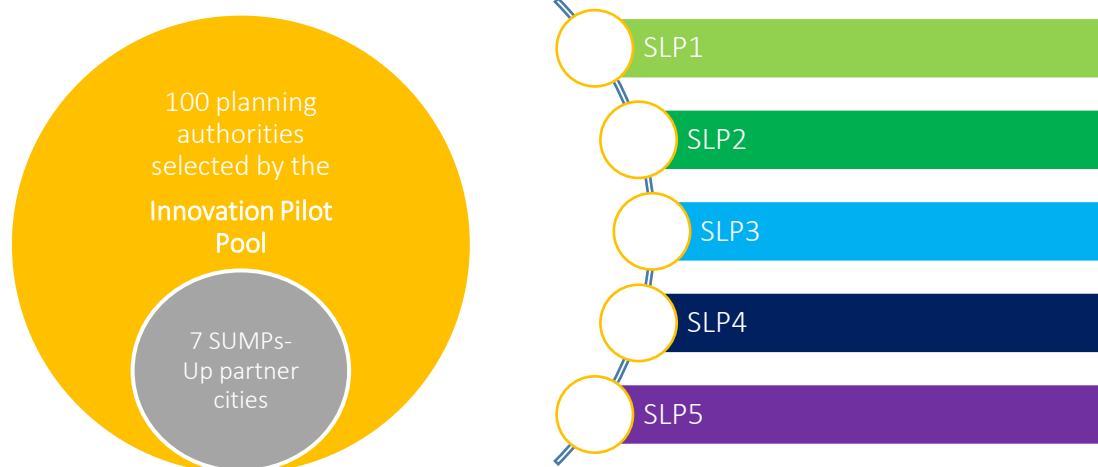 100 planning
authorities
selected by the
Innovation Pilot
Pool
7 SUMPs-
Up partner
cities
SLP1
SLP2
SLP3
SLP4
SLP5